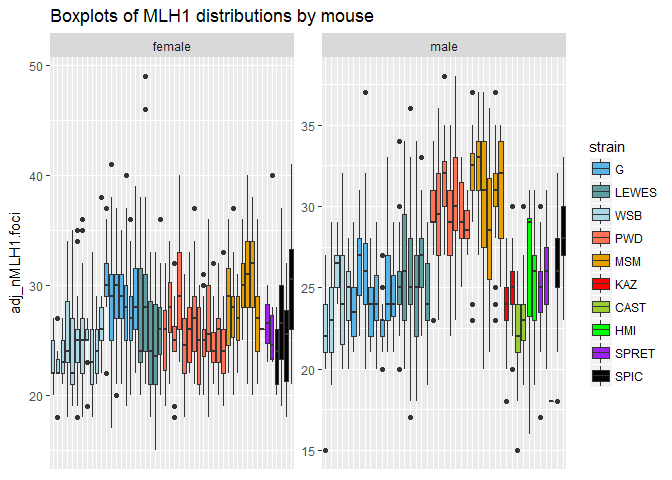 Boxplots of MLH1 distributions by mouse
female
male
adj_nMLH1.foci
50
40
30
20
35
30
25
20
15
strain
G
LEWES
WSB
PWD
MSM
KAZ
CAST
HMI
SPRET
SPIC